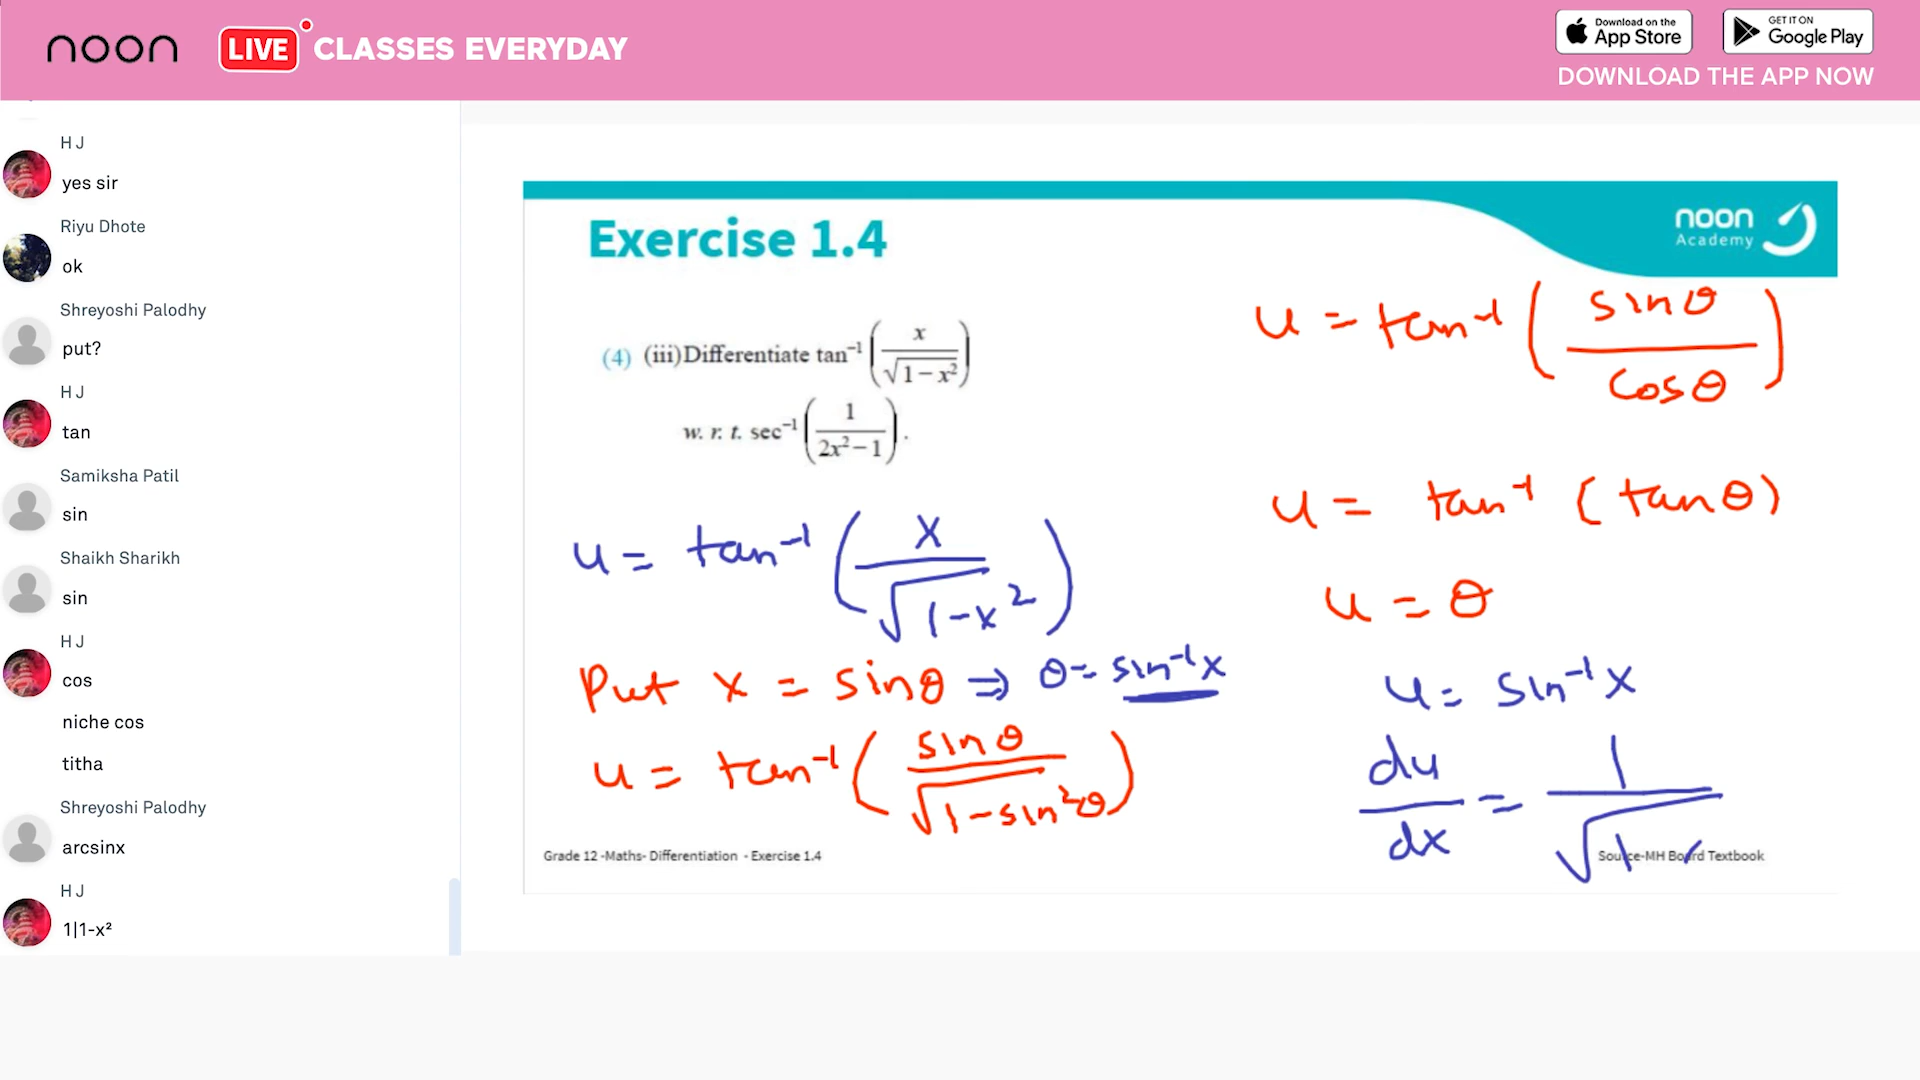 noon LIVE CLASSES EVERYDAY
Download on the App Store
GET IT ON Google Play
DOWNLOAD THE APP NOW
H J
yes sir
Riyu Dhote
ok
Shreyoshi Palodhy
put?
H J
tan
Samiksha Patil
sin
Shaikh Sharikh
sin
H J
cos
niche cos
titha
Shreyoshi Palodhy
arcsinx
H J
1|1-x²
Exercise 1.4
noon Academy
(4) (iii) Differentiate tan⁻¹ (x / √1 − x²)
w. r. t. sec⁻¹ (1 / 2x² − 1).
u = tan⁻¹ (x / √1-x²)
Put x = sinθ ⇒ θ = sin⁻¹x
u = tan⁻¹ (sinθ / √1-sin²θ)
u = tan⁻¹ (sinθ / cosθ)
u = tan⁻¹ (tanθ)
u = θ
u = sin⁻¹x
du/dx = 1 / √1
Grade 12 -Maths- Differentiation - Exercise 1.4
Source-MH Board Textbook